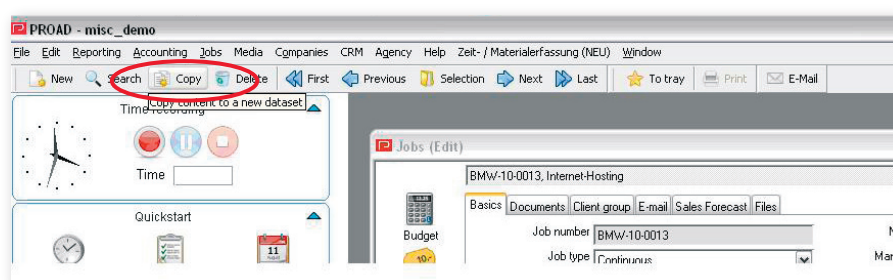 PROAD - misc_demo
File Edit Reporting Accounting Jobs Media Companies CRM Agency Help Zeit- / Materialerfassung (NEU) Window
New Search Copy Delete First Previous Selection Next Last To tray Print E-Mail
Copy content to a new dataset
Time recording
Jobs (Edit)
Time
BMW-10-0013, Internet-Hosting
Basics Documents Client group E-mail Sales Forecast Files
Quickstart
Budget
Job number BMW-10-0013
11
Job type Continuous